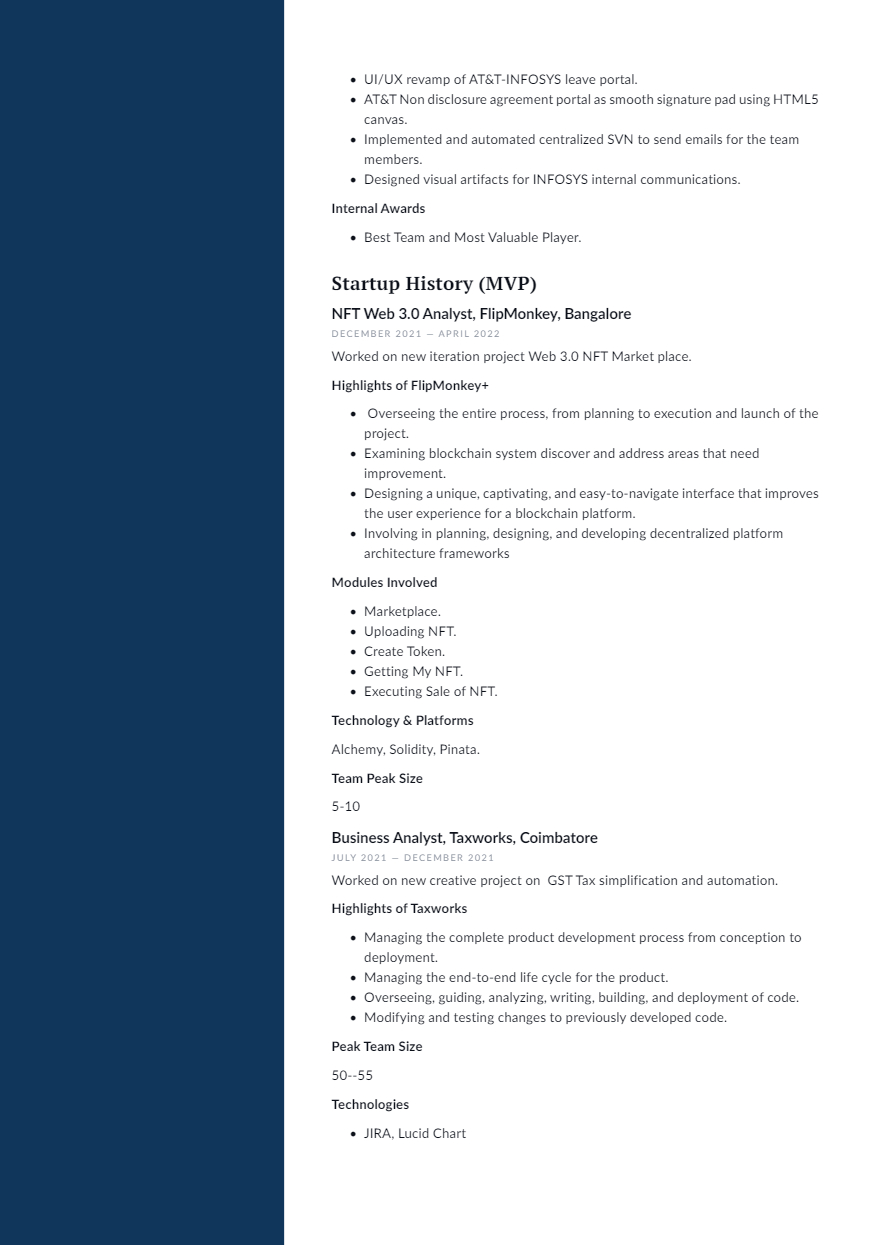 • UI/UX revamp of AT&T-INFOSYS leave portal.
• AT&T Non disclosure agreement portal as smooth signature pad using HTML5
canvas.
• Implemented and automated centralized SVN to send emails for the team
members.
• Designed visual artifacts for INFOSYS internal communications.
Internal Awards
• Best Team and Most Valuable Player.
Startup History (MVP)
NFT Web 3.0 Analyst, FlipMonkey, Bangalore
DECEMBER 2021 — APRIL 2022
Worked on new iteration project Web 3.0 NFT Market place.
Highlights of FlipMonkey+
• Overseeing the entire process, from planning to execution and launch of the
project.
• Examining blockchain system discover and address areas that need
improvement.
• Designing a unique, captivating, and easy-to-navigate interface that improves
the user experience for a blockchain platform.
• Involving in planning, designing, and developing decentralized platform
architecture frameworks
Modules Involved
• Marketplace.
• Uploading NFT.
• Create Token.
• Getting My NFT.
• Executing Sale of NFT.
Technology & Platforms
Alchemy, Solidity, Pinata.
Team Peak Size
5-10
Business Analyst, Taxworks, Coimbatore
JULY 2021 — DECEMBER 2021
Worked on new creative project on  GST Tax simplification and automation.
Highlights of Taxworks
• Managing the complete product development process from conception to
deployment.
• Managing the end-to-end life cycle for the product.
• Overseeing, guiding, analyzing, writing, building, and deployment of code.
• Modifying and testing changes to previously developed code.
Peak Team Size
50--55
Technologies
• JIRA, Lucid Chart